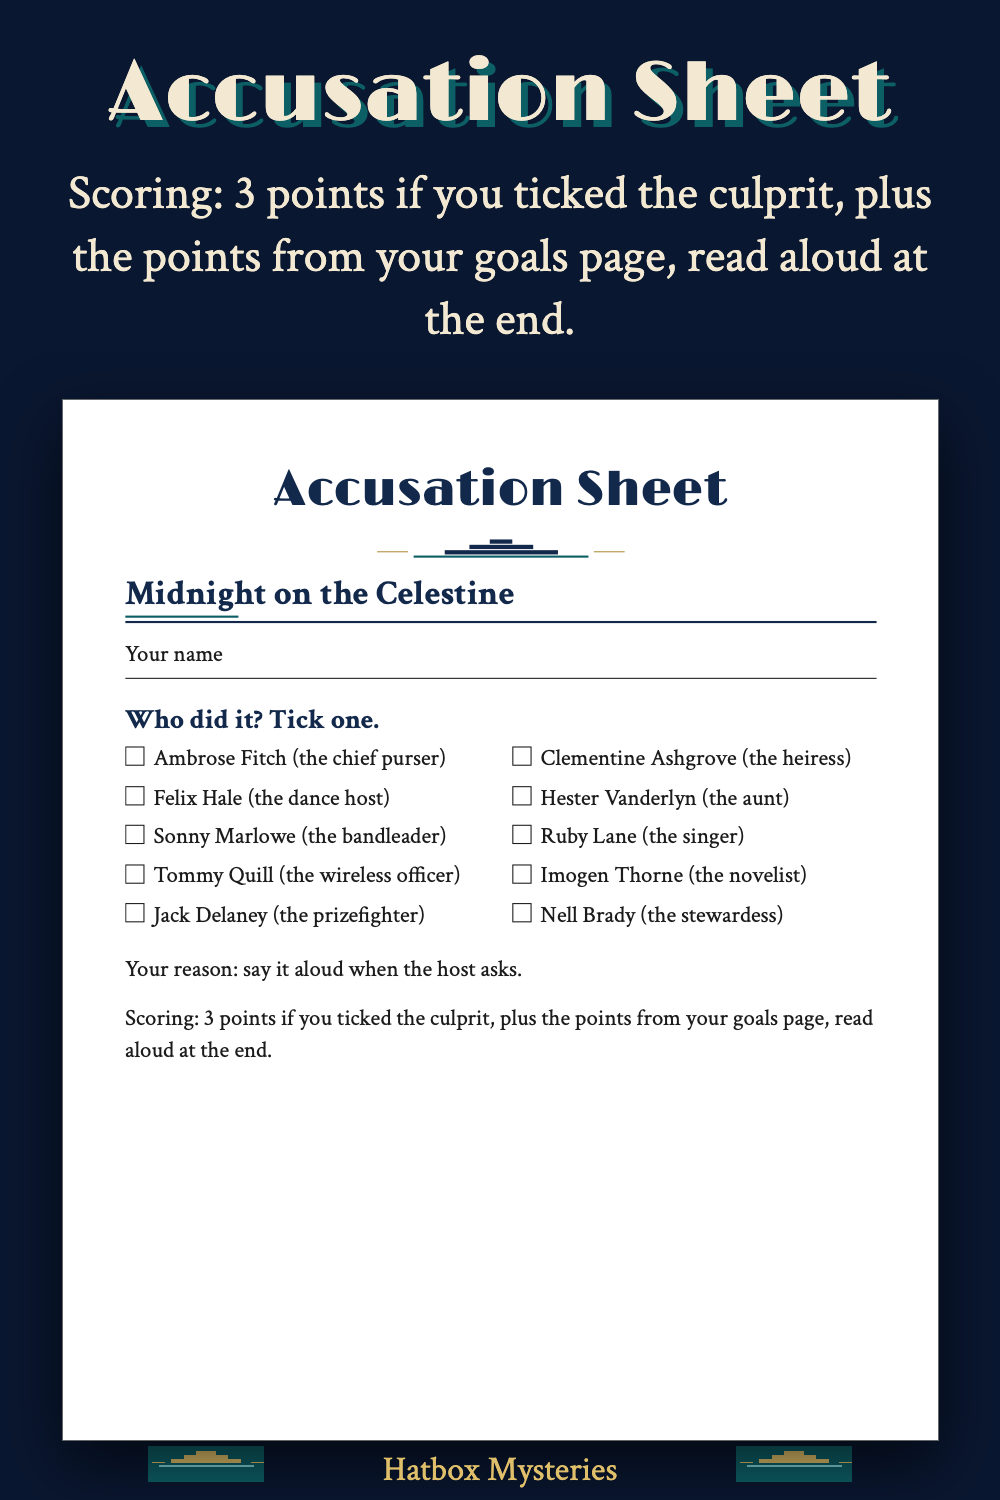 Accusation Sheet
Scoring: 3 points if you ticked the culprit, plus
the points from your goals page, read aloud at
the end.
Accusation Sheet
Midnight on the Celestine
Your name
Who did it? Tick one.
Ambrose Fitch (the chief purser)
Felix Hale (the dance host)
Sonny Marlowe (the bandleader)
Tommy Quill (the wireless officer)
Jack Delaney (the prizefighter)
Clementine Ashgrove (the heiress)
Hester Vanderlyn (the aunt)
Ruby Lane (the singer)
Imogen Thorne (the novelist)
Nell Brady (the stewardess)
Your reason: say it aloud when the host asks.
Scoring: 3 points if you ticked the culprit, plus the points from your goals page, read
aloud at the end.
Hatbox Mysteries